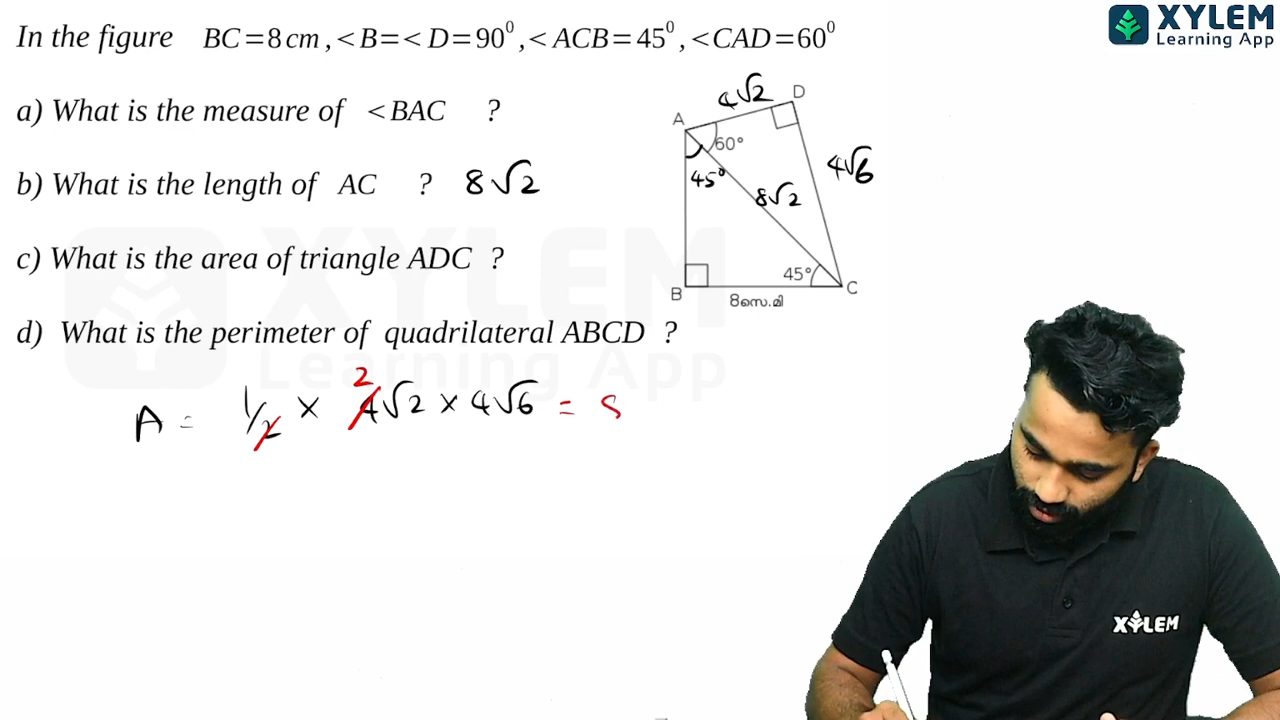 In the figure BC=8 cm,<B=<D=90⁰,<ACB=45⁰,<CAD=60⁰
XYLEM
Learning App
a) What is the measure of <BAC ?
b) What is the length of AC ? 8√2
c) What is the area of triangle ADC ?
d) What is the perimeter of quadrilateral ABCD ?
4√2
D
A
60°
4√6
45°
8√2
45°
B
C
8സെ.മി
XYLEM
Learning App
A = 1/2 × 4√2 × 4√6 = 8
2
XYLEM